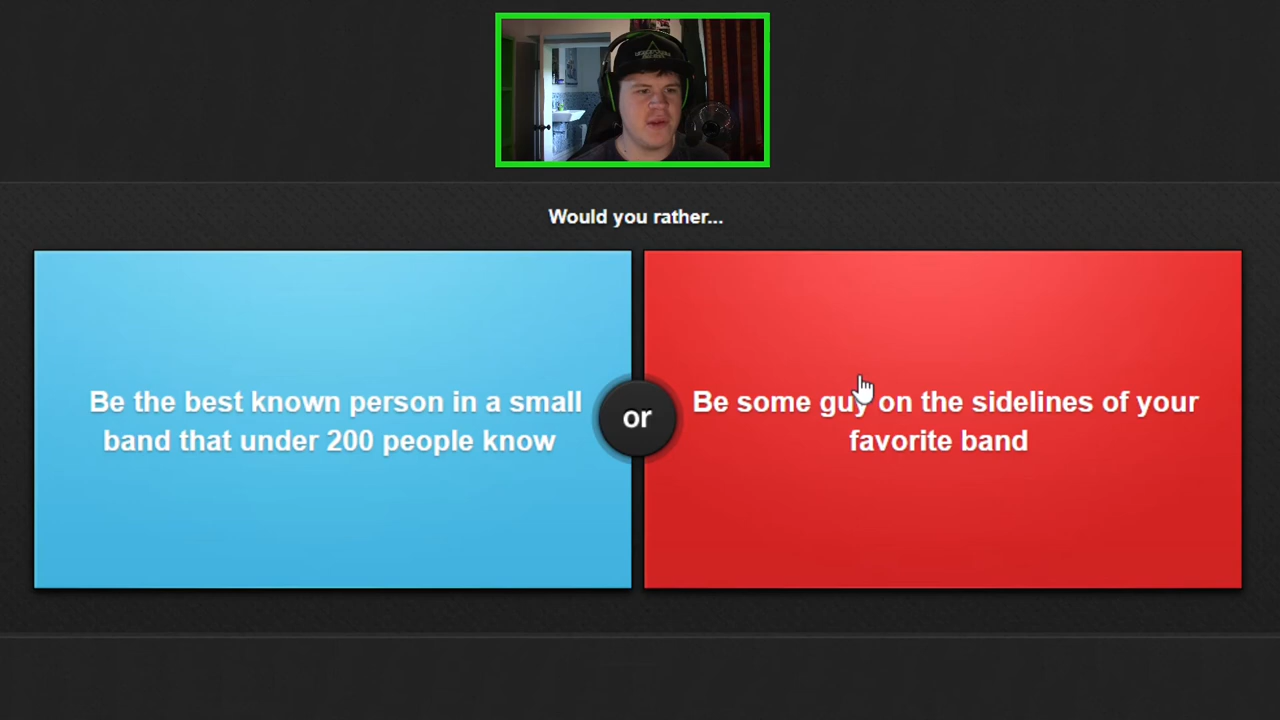 Would you rather...
Be the best known person in a small
band that under 200 people know
or
Be some guy on the sidelines of your
favorite band